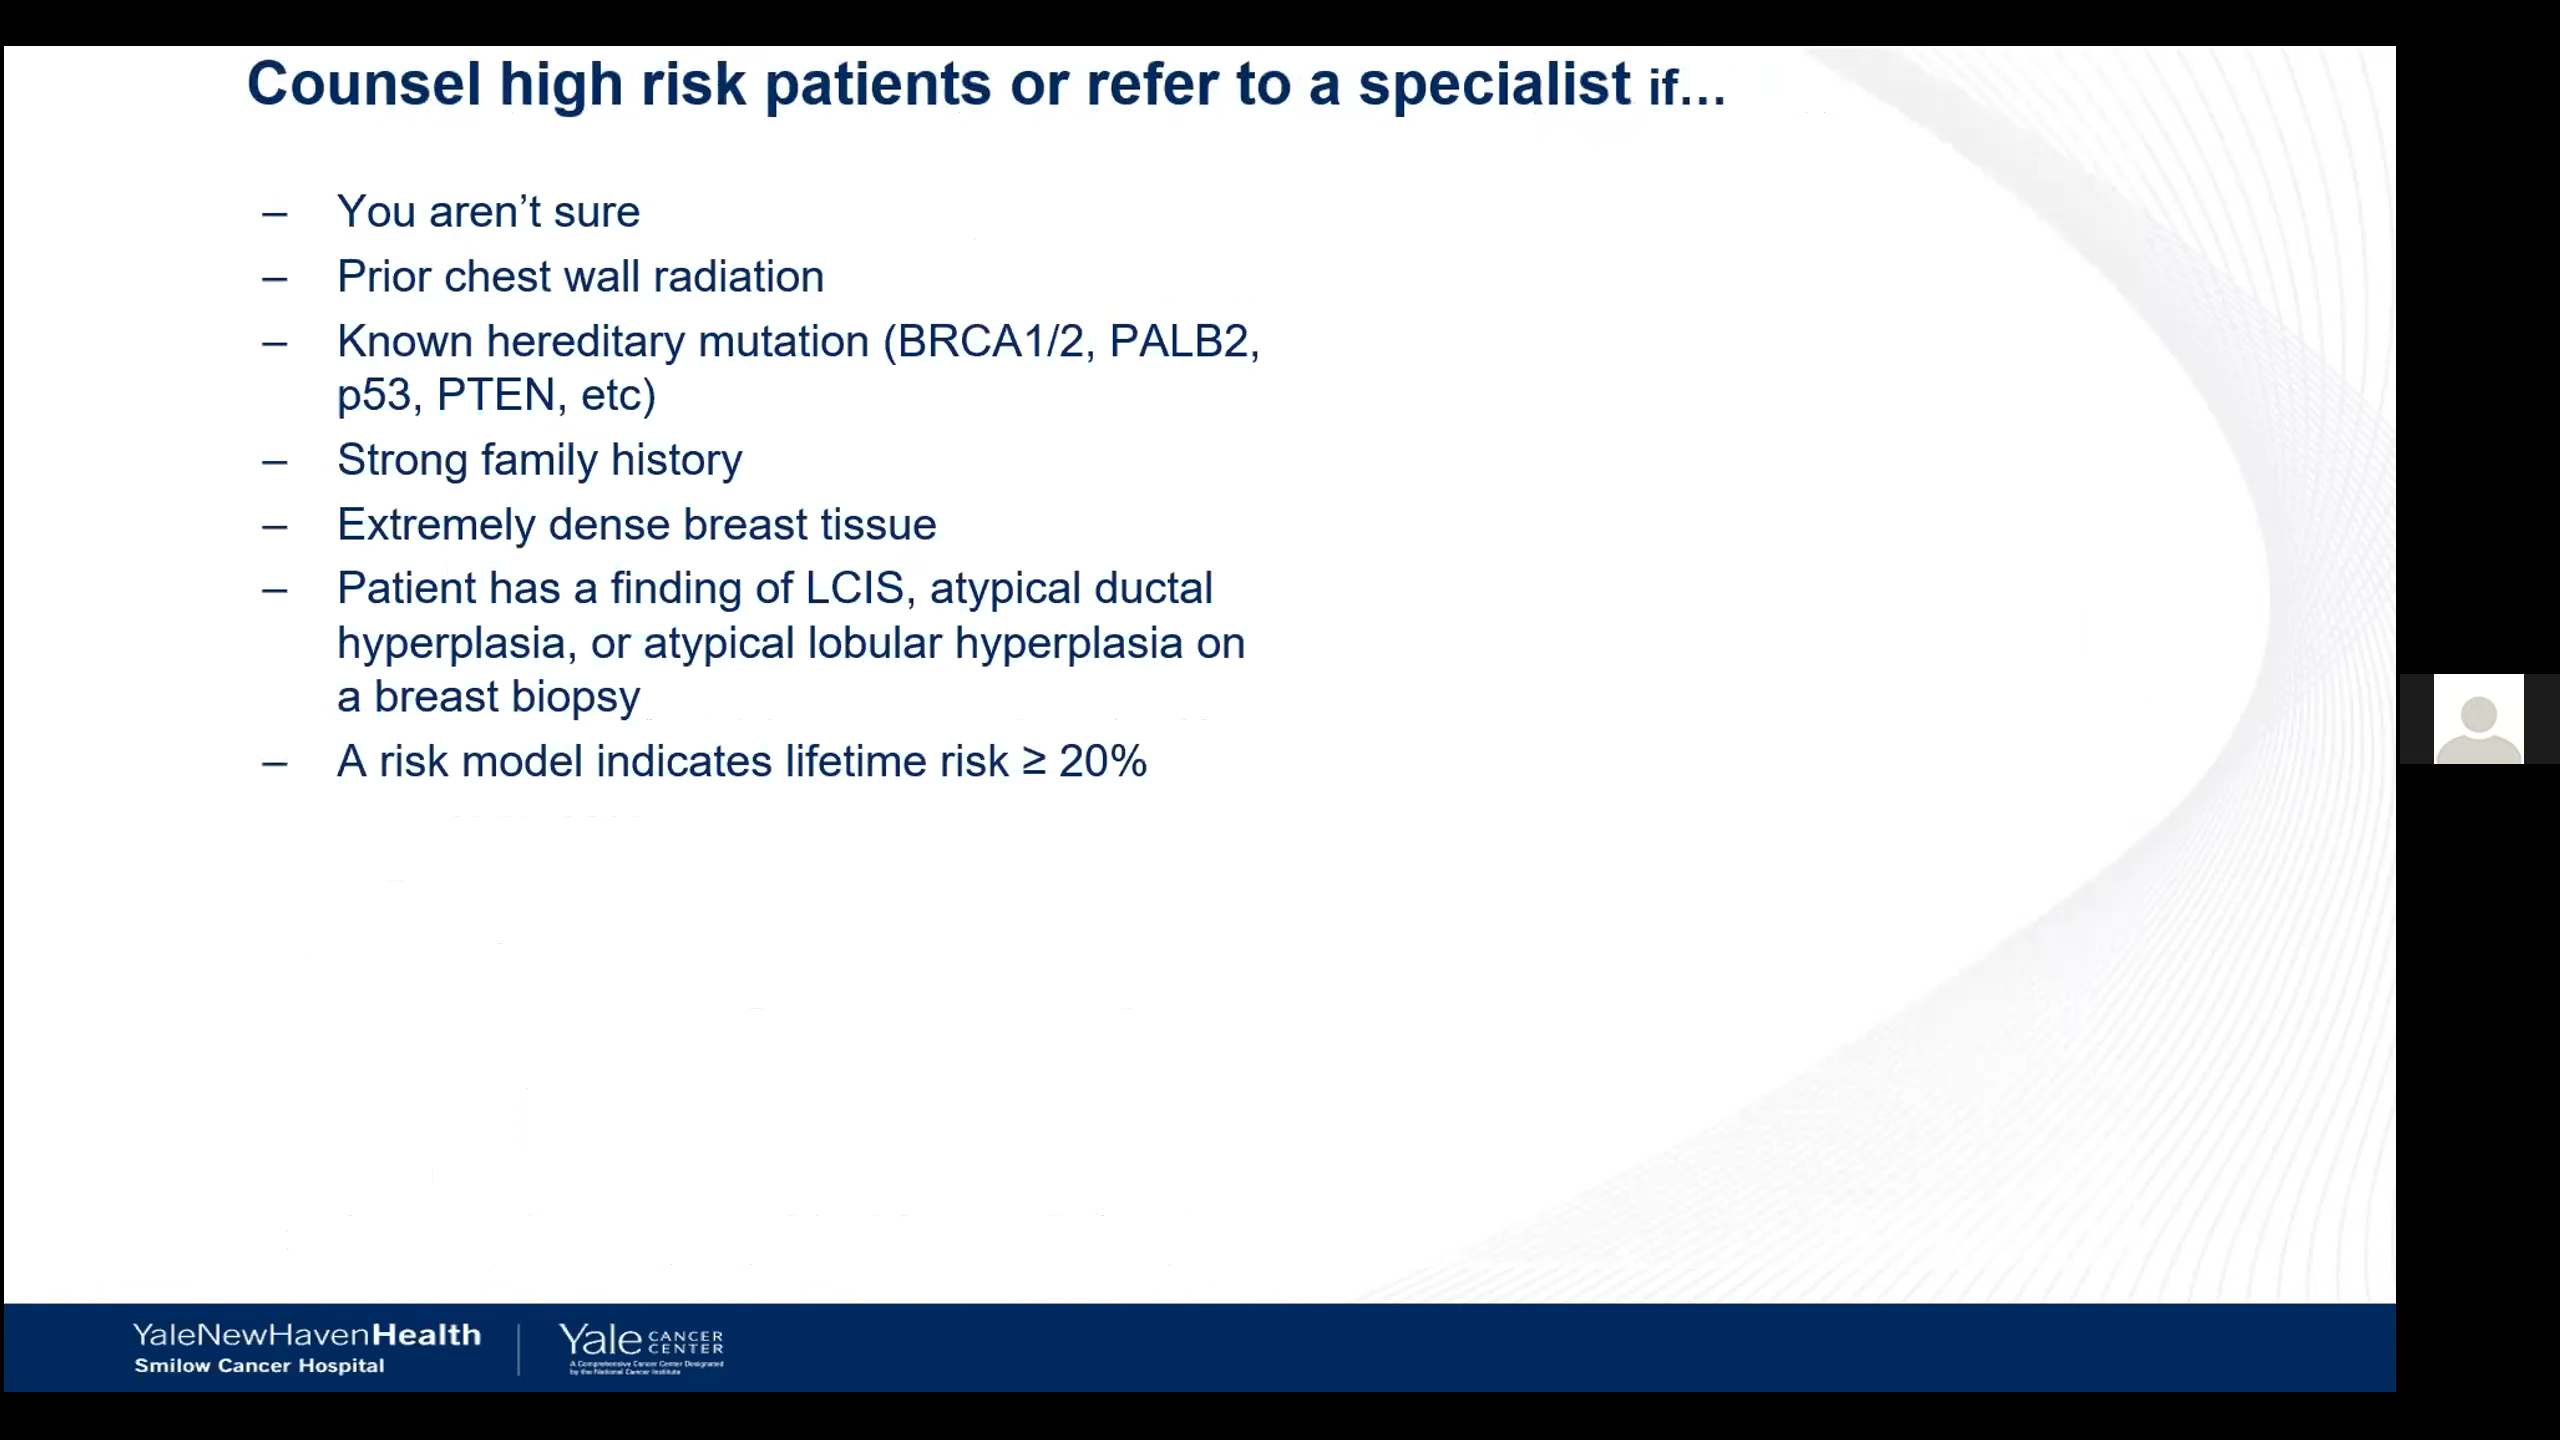 Counsel high risk patients or refer to a specialist if...
– You aren’t sure
– Prior chest wall radiation
– Known hereditary mutation (BRCA1/2, PALB2,
p53, PTEN, etc)
– Strong family history
– Extremely dense breast tissue
– Patient has a finding of LCIS, atypical ductal
hyperplasia, or atypical lobular hyperplasia on
a breast biopsy
– A risk model indicates lifetime risk ≥ 20%
YaleNewHavenHealth
Smilow Cancer Hospital
Yale CANCER
CENTER
A Comprehensive Cancer Center Designated
by the National Cancer Institute